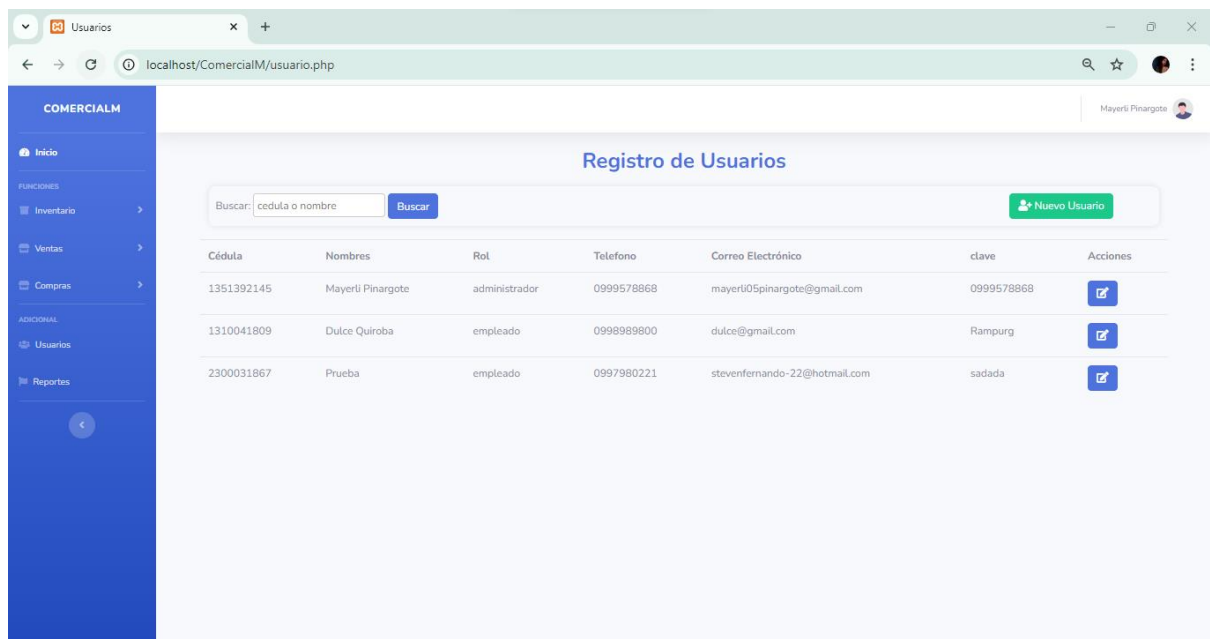 Usuarios
localhost/ComercialM/usuario.php
COMERCIALM
Mayerli Pinargote
Inicio
FUNCIONES
Inventario
Ventas
Compras
ADICIONAL
Usuarios
Reportes
Registro de Usuarios
Buscar: cedula o nombre Buscar Nuevo Usuario
Cédula Nombres Rol Telefono Correo Electrónico clave Acciones
1351392145 Mayerli Pinargote administrador 0999578868 mayerli05pinargote@gmail.com 0999578868
1310041809 Dulce Quiroba empleado 0998989800 dulce@gmail.com Rampurg
2300031867 Prueba empleado 0997980221 stevenfernando-22@hotmail.com sadada